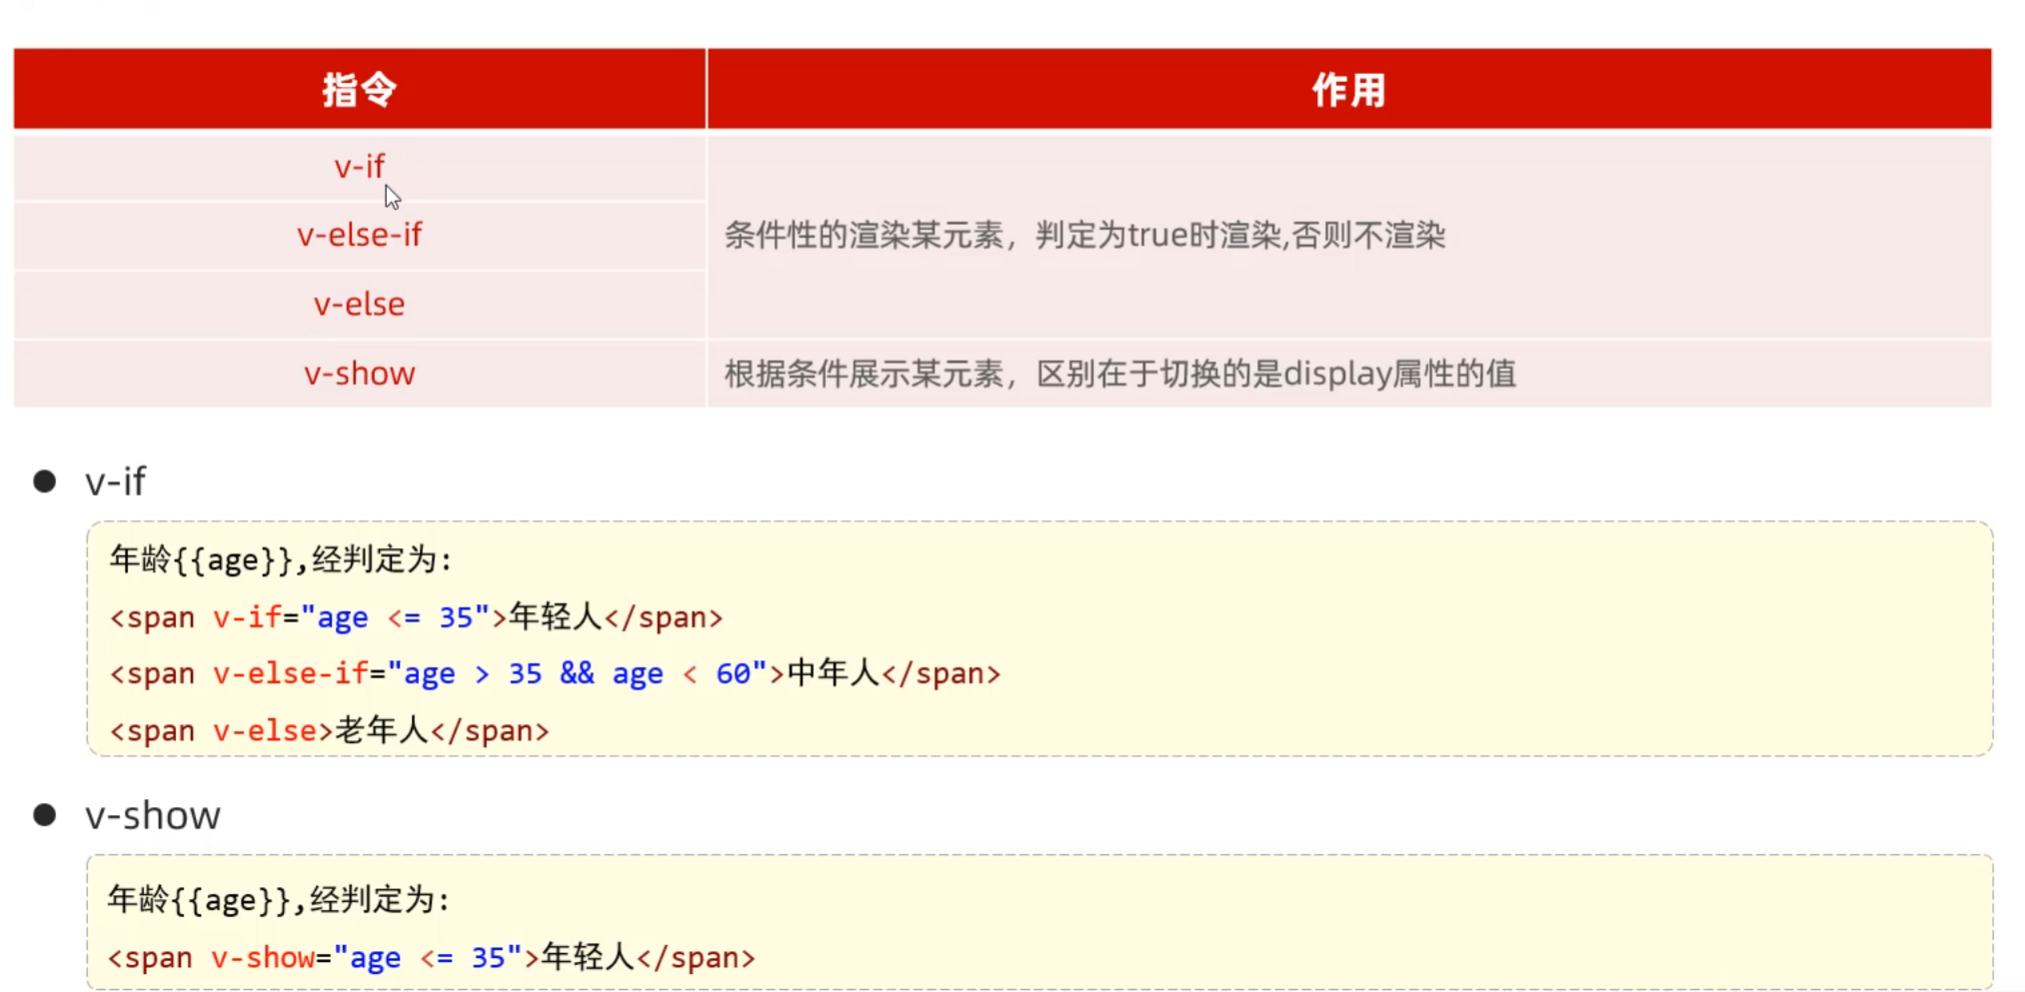 指令 作用
v-if
v-else-if 条件性的渲染某元素，判定为true时渲染,否则不渲染
v-else
v-show 根据条件展示某元素，区别在于切换的是display属性的值
● v-if
年龄{{age}},经判定为:
<span v-if="age <= 35">年轻人</span>
<span v-else-if="age > 35 && age < 60">中年人</span>
<span v-else>老年人</span>
● v-show
年龄{{age}},经判定为:
<span v-show="age <= 35">年轻人</span>